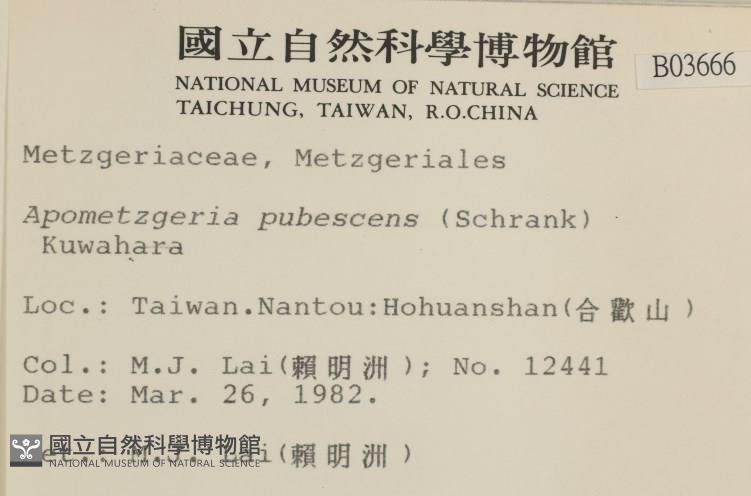 國立自然科學博物館
B03666
NATIONAL MUSEUM OF NATURAL SCIENCE
TAICHUNG, TAIWAN, R.O.CHINA
Metzgeriaceae, Metzgeriales
Apometzgeria pubescens (Schrank)
Kuwahara
Loc.: Taiwan.Nantou:Hohuanshan(合歡山)
Col.: M.J. Lai(賴明洲); No. 12441
Date: Mar. 26, 1982.
et.: M.J. Lai(賴明洲)
國立自然科學博物館
NATIONAL MUSEUM OF NATURAL SCIENCE